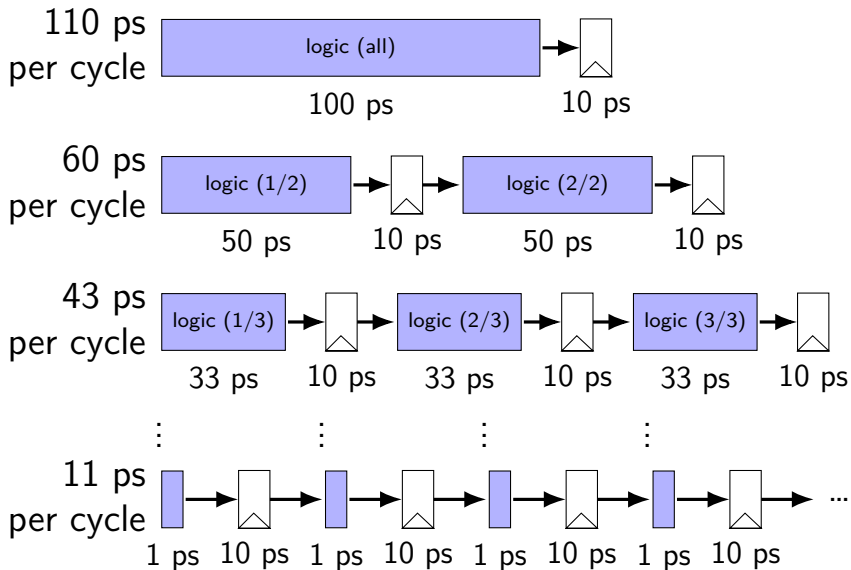 110 ps
per cycle
logic (all)
100 ps
10 ps
60 ps
per cycle
logic (1/2)
logic (2/2)
50 ps
10 ps
50 ps
10 ps
43 ps
per cycle
logic (1/3)
logic (2/3)
logic (3/3)
33 ps
10 ps
33 ps
10 ps
33 ps
10 ps
⋮
⋮
⋮
⋮
11 ps
per cycle
...
1 ps
10 ps
1 ps
10 ps
1 ps
10 ps
1 ps
10 ps